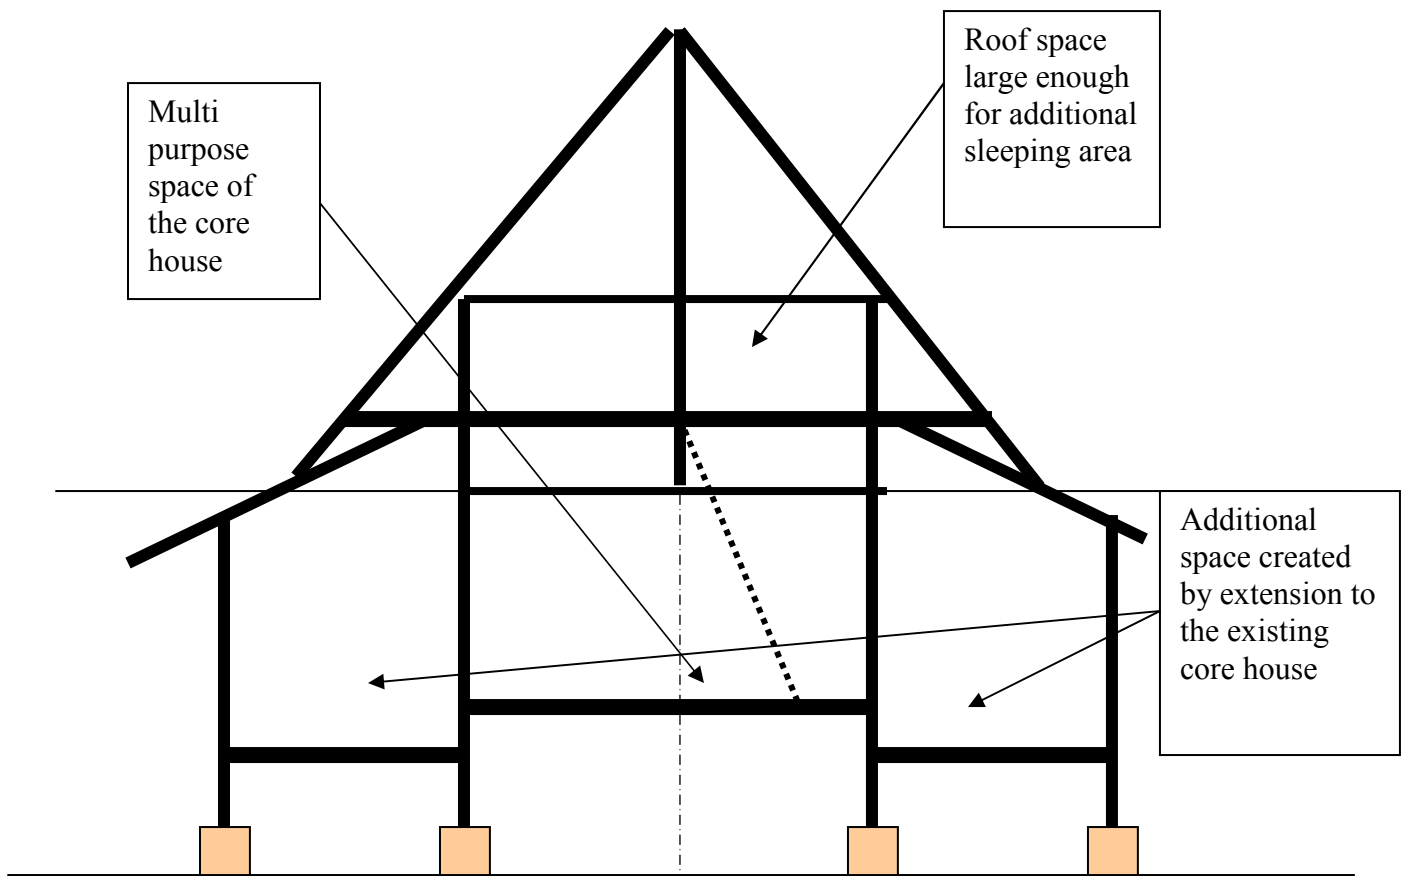 Multi
purpose
space of
the core
house
Roof space
large enough
for additional
sleeping area
Additional
space created
by extension to
the existing
core house